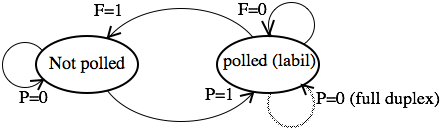 F=1
F=0
Not polled
polled (labil)
P=0
P=1
P=0 (full duplex)